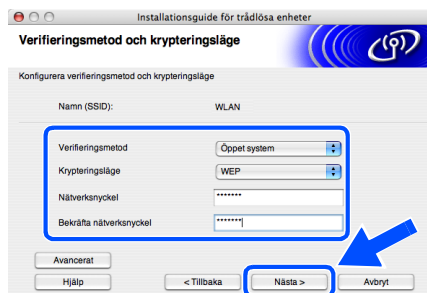 Installationsguide för trådlösa enheter
Verifieringsmetod och krypteringsläge
Konfigurera verifieringsmetod och krypteringsläge
Namn (SSID): WLAN
Verifieringsmetod Öppet system
Krypteringsläge WEP
Nätverksnyckel *******
Bekräfta nätverksnyckel *******
Avancerat
Hjälp < Tillbaka Nästa > Avbryt